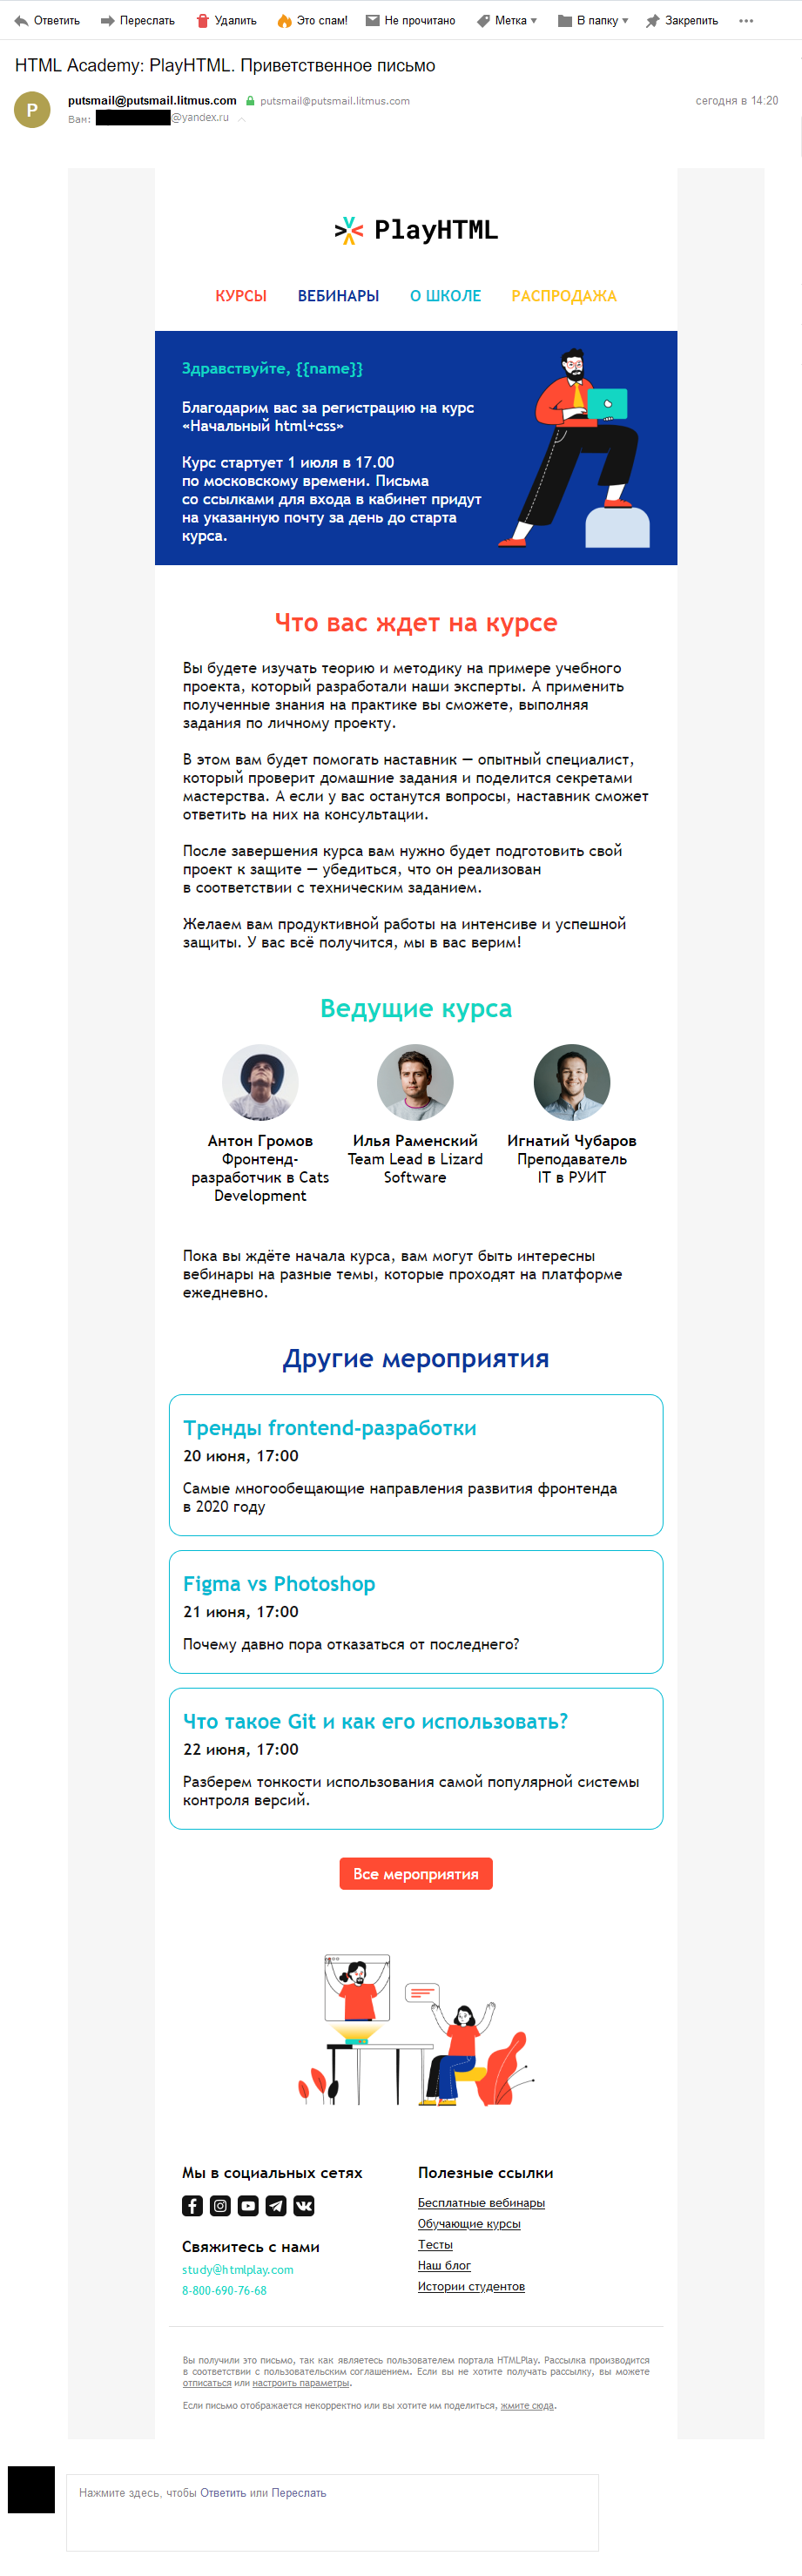 Ответить Переслать Удалить Это спам! Не прочитано Метка В папку Закрепить
HTML Academy: PlayHTML. Приветственное письмо
P
putsmail@putsmail.litmus.com putsmail@putsmail.litmus.com сегодня в 14:20
Вам: @yandex.ru
PlayHTML
КУРСЫ ВЕБИНАРЫ О ШКОЛЕ РАСПРОДАЖА
Здравствуйте, {{name}}
Благодарим вас за регистрацию на курс
«Начальный html+css»
Курс стартует 1 июля в 17.00
по московскому времени. Письма
со ссылками для входа в кабинет придут
на указанную почту за день до старта
курса.
Что вас ждет на курсе
Вы будете изучать теорию и методику на примере учебного
проекта, который разработали наши эксперты. А применить
полученные знания на практике вы сможете, выполняя
задания по личному проекту.
В этом вам будет помогать наставник — опытный специалист,
который проверит домашние задания и поделится секретами
мастерства. А если у вас останутся вопросы, наставник сможет
ответить на них на консультации.
После завершения курса вам нужно будет подготовить свой
проект к защите — убедиться, что он реализован
в соответствии с техническим заданием.
Желаем вам продуктивной работы на интенсиве и успешной
защиты. У вас всё получится, мы в вас верим!
Ведущие курса
Антон Громов
Фронтенд-
разработчик в Cats
Development
Илья Раменский
Team Lead в Lizard
Software
Игнатий Чубаров
Преподаватель
IT в РУИТ
Пока вы ждёте начала курса, вам могут быть интересны
вебинары на разные темы, которые проходят на платформе
ежедневно.
Другие мероприятия
Тренды frontend-разработки
20 июня, 17:00
Самые многообещающие направления развития фронтенда
в 2020 году
Figma vs Photoshop
21 июня, 17:00
Почему давно пора отказаться от последнего?
Что такое Git и как его использовать?
22 июня, 17:00
Разберем тонкости использования самой популярной системы
контроля версий.
Все мероприятия
Мы в социальных сетях
Свяжитесь с нами
study@htmlplay.com
8-800-690-76-68
Полезные ссылки
Бесплатные вебинары
Обучающие курсы
Тесты
Наш блог
Истории студентов
Вы получили это письмо, так как являетесь пользователем портала HTMLPlay. Рассылка производится
в соответствии с пользовательским соглашением. Если вы не хотите получать рассылку, вы можете
отписаться или настроить параметры.
Если письмо отображается некорректно или вы хотите им поделиться, жмите сюда.
Нажмите здесь, чтобы Ответить или Переслать